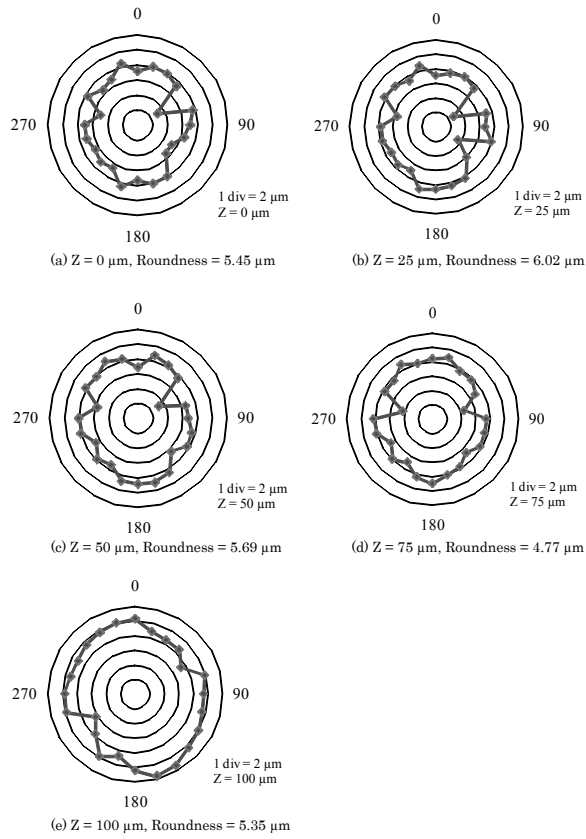 0
270
90
180
1 div = 2 µm
Z = 0 µm
(a) Z = 0 µm, Roundness = 5.45 µm
0
270
90
180
1 div = 2 µm
Z = 25 µm
(b) Z = 25 µm, Roundness = 6.02 µm
0
270
90
180
1 div = 2 µm
Z = 50 µm
(c) Z = 50 µm, Roundness = 5.69 µm
0
270
90
180
1 div = 2 µm
Z = 75 µm
(d) Z = 75 µm, Roundness = 4.77 µm
0
270
90
180
1 div = 2 µm
Z = 100 µm
(e) Z = 100 µm, Roundness = 5.35 µm